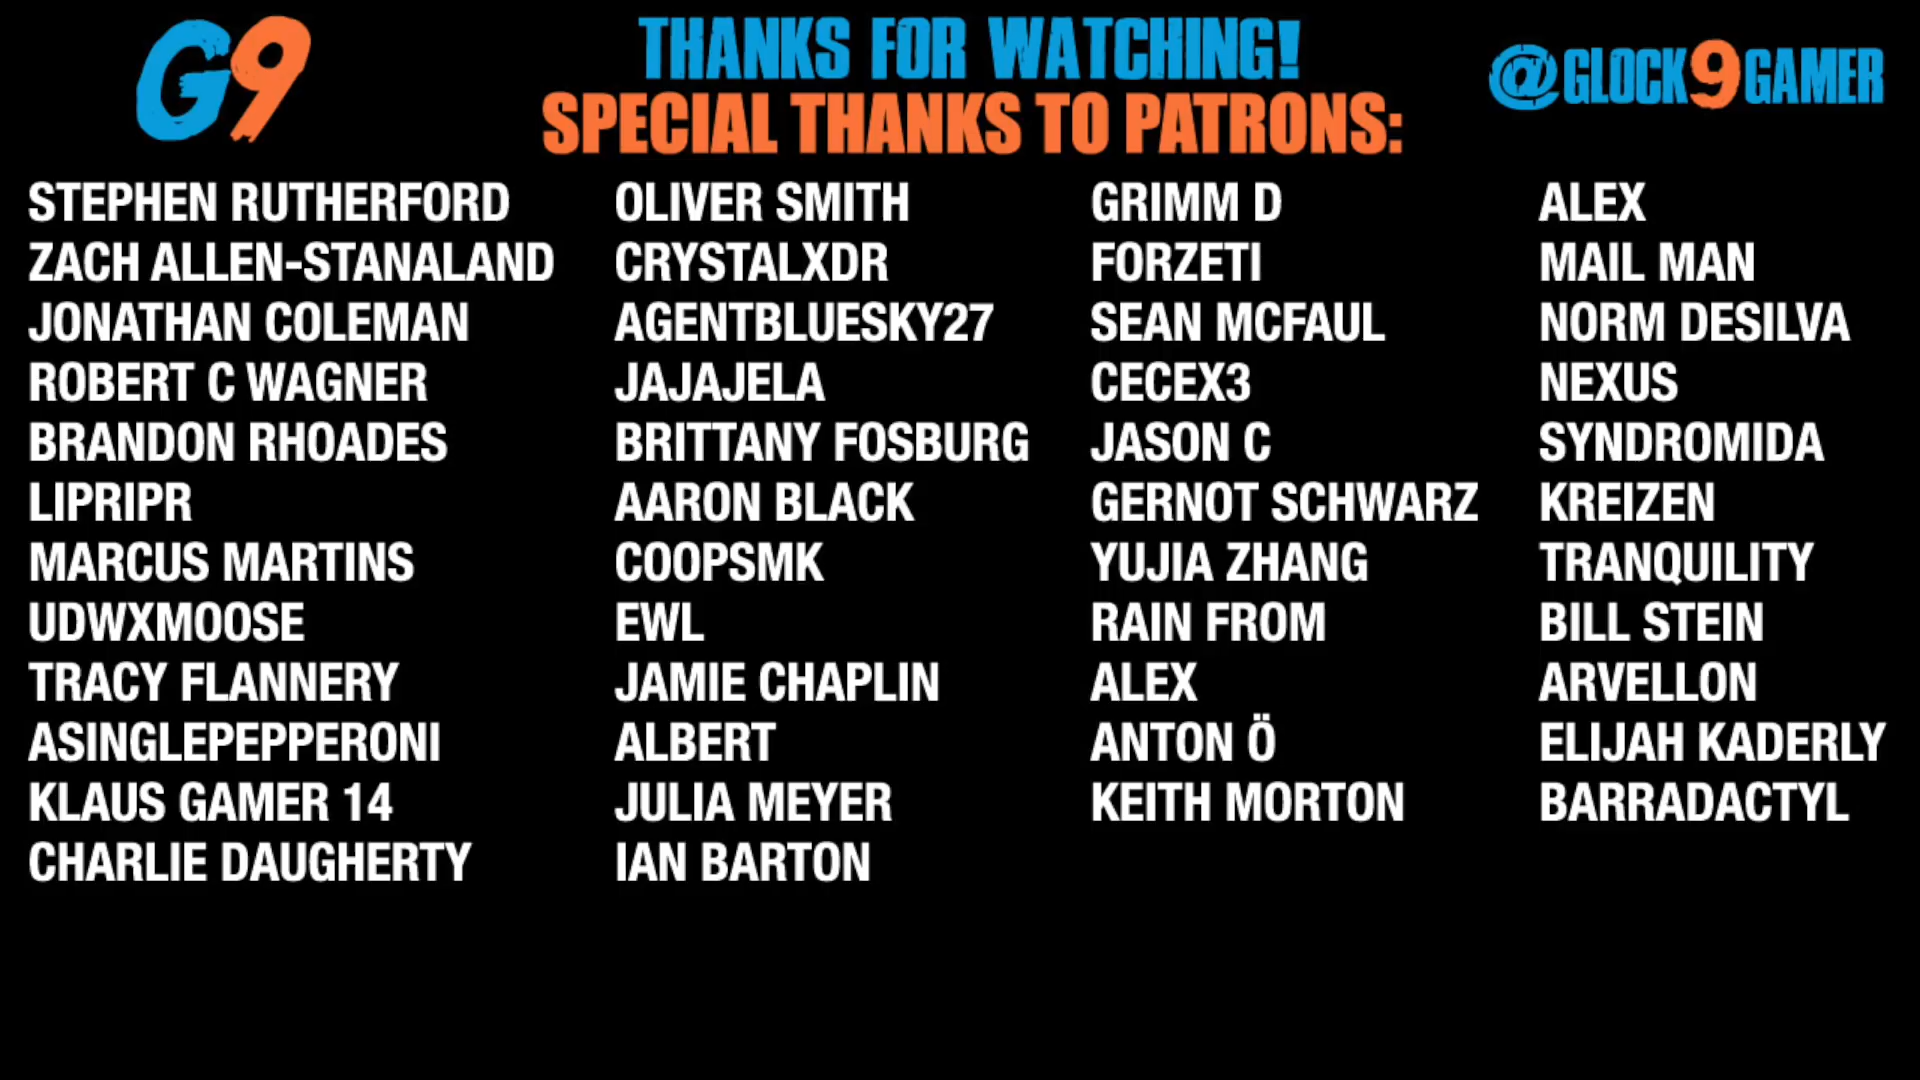 G9
THANKS FOR WATCHING!
SPECIAL THANKS TO PATRONS:
@GLOCK9GAMER
STEPHEN RUTHERFORD
ZACH ALLEN-STANALAND
JONATHAN COLEMAN
ROBERT C WAGNER
BRANDON RHOADES
LIPRIPR
MARCUS MARTINS
UDWXMOOSE
TRACY FLANNERY
ASINGLEPEPPERONI
KLAUS GAMER 14
CHARLIE DAUGHERTY
OLIVER SMITH
CRYSTALXDR
AGENTBLUESKY27
JAJAJELA
BRITTANY FOSBURG
AARON BLACK
COOPSMK
EWL
JAMIE CHAPLIN
ALBERT
JULIA MEYER
IAN BARTON
GRIMM D
FORZETI
SEAN MCFAUL
CECEX3
JASON C
GERNOT SCHWARZ
YUJIA ZHANG
RAIN FROM
ALEX
ANTON Ö
KEITH MORTON
ALEX
MAIL MAN
NORM DESILVA
NEXUS
SYNDROMIDA
KREIZEN
TRANQUILITY
BILL STEIN
ARVELLON
ELIJAH KADERLY
BARRADACTYL